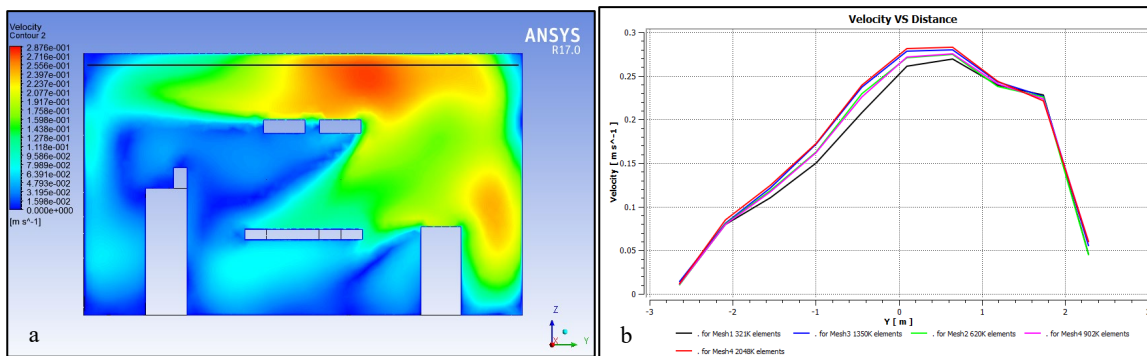 Velocity
Contour 2
2.876e-001
2.716e-001
2.556e-001
2.397e-001
2.237e-001
2.077e-001
1.917e-001
1.758e-001
1.598e-001
1.438e-001
1.278e-001
1.118e-001
9.586e-002
7.989e-002
6.391e-002
4.793e-002
3.195e-002
1.598e-002
0.000e+000
[m s^-1]
ANSYS
R17.0
a
Z
X
Y
Velocity VS Distance
Velocity [ m s^-1 ]
0.3
0.25
0.2
0.15
0.1
0.05
0
-3
-2
-1
0
1
2
3
Y [ m ]
. for Mesh1 321K elements
. for Mesh3 1350K elements
. for Mesh2 620K elements
. for Mesh4 902K elements
. for Mesh4 2048K elements
b